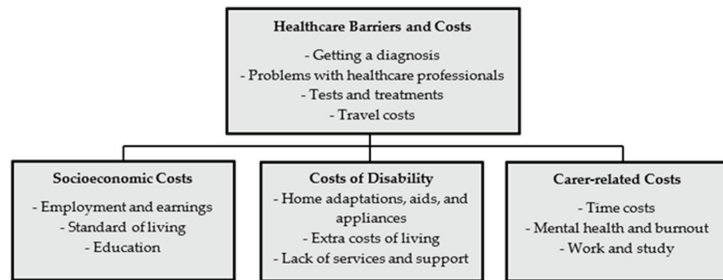 Healthcare Barriers and Costs
- Getting a diagnosis
- Problems with healthcare professionals
- Tests and treatments
- Travel costs
Socioeconomic Costs
- Employment and earnings
- Standard of living
- Education
Costs of Disability
- Home adaptations, aids, and
appliances
- Extra costs of living
- Lack of services and support
Carer-related Costs
- Time costs
- Mental health and burnout
- Work and study